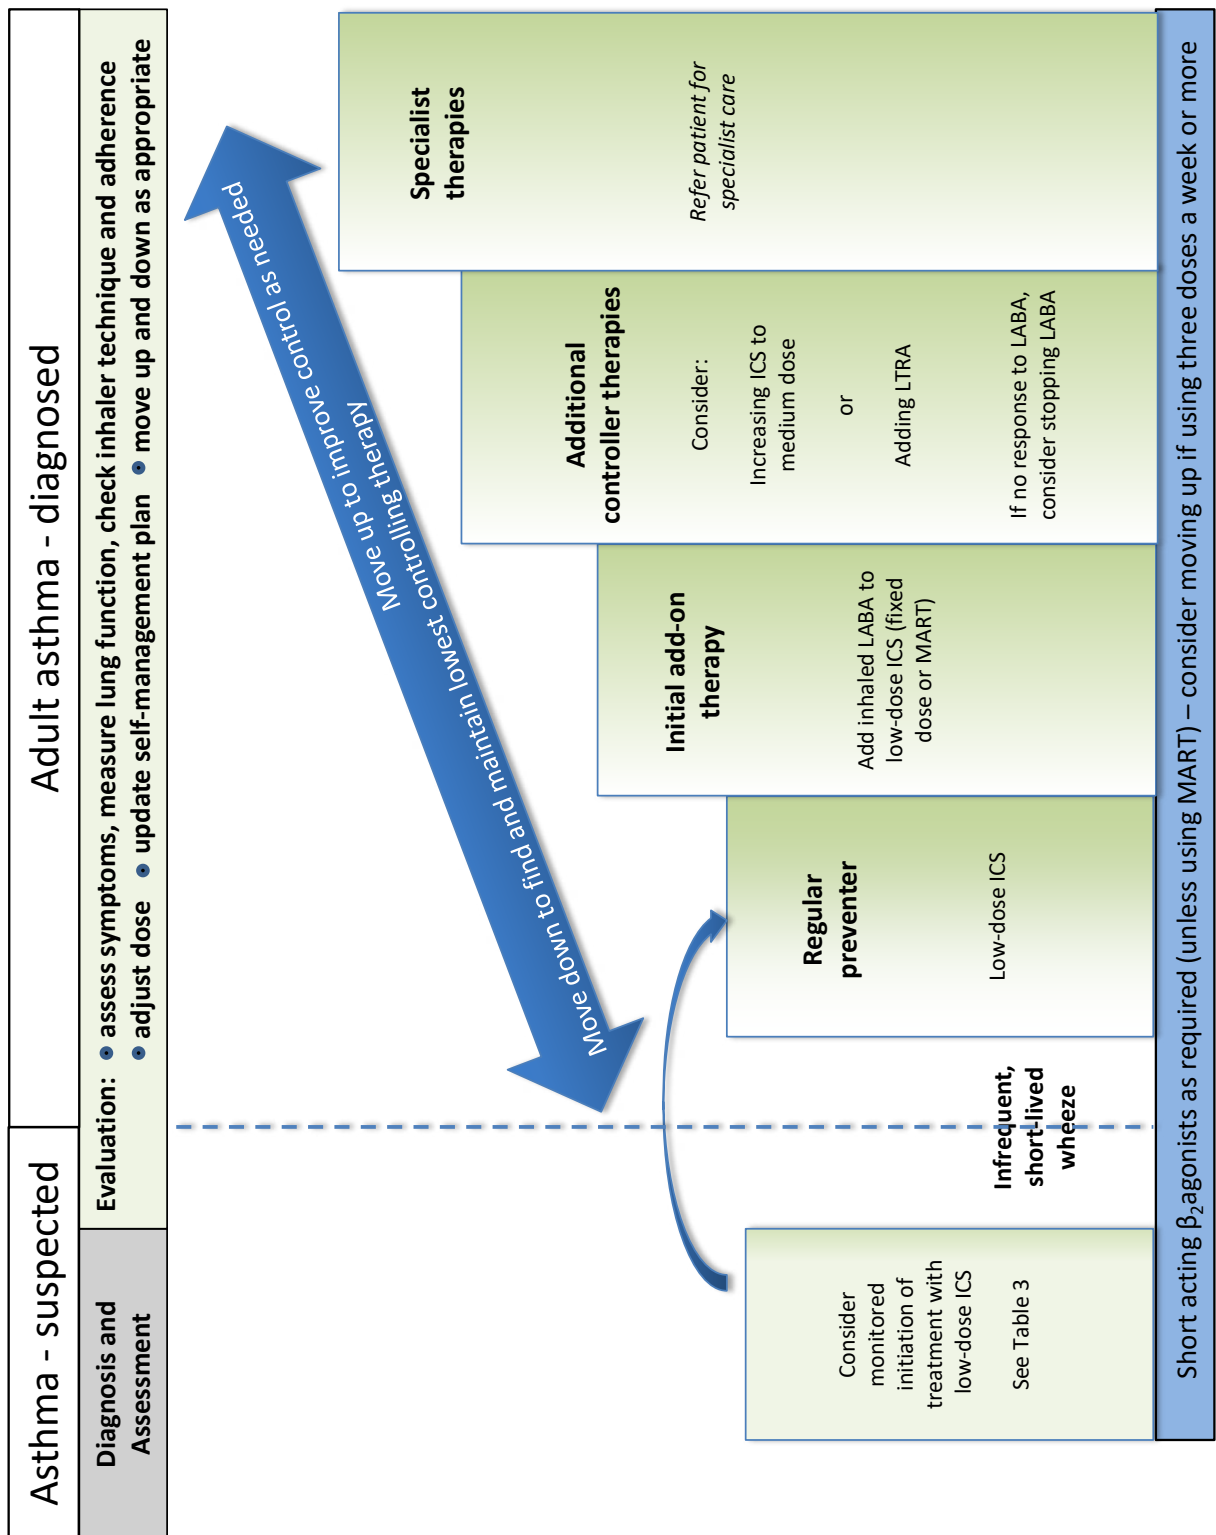 Asthma - suspected
Adult asthma - diagnosed
Diagnosis and
Assessment
Evaluation: • assess symptoms, measure lung function, check inhaler technique and adherence
• adjust dose • update self-management plan • move up and down as appropriate
Move up to improve control as needed
Move down to find and maintain lowest controlling therapy
Consider
monitored
initiation of
treatment with
low-dose ICS
See Table 3
Infrequent,
short-lived
wheeze
Regular
preventer
Low-dose ICS
Initial add-on
therapy
Add inhaled LABA to
low-dose ICS (fixed
dose or MART)
Additional
controller therapies
Consider:
Increasing ICS to
medium dose
or
Adding LTRA
If no response to LABA,
consider stopping LABA
Specialist
therapies
Refer patient for
specialist care
Short acting β₂agonists as required (unless using MART) – consider moving up if using three doses a week or more